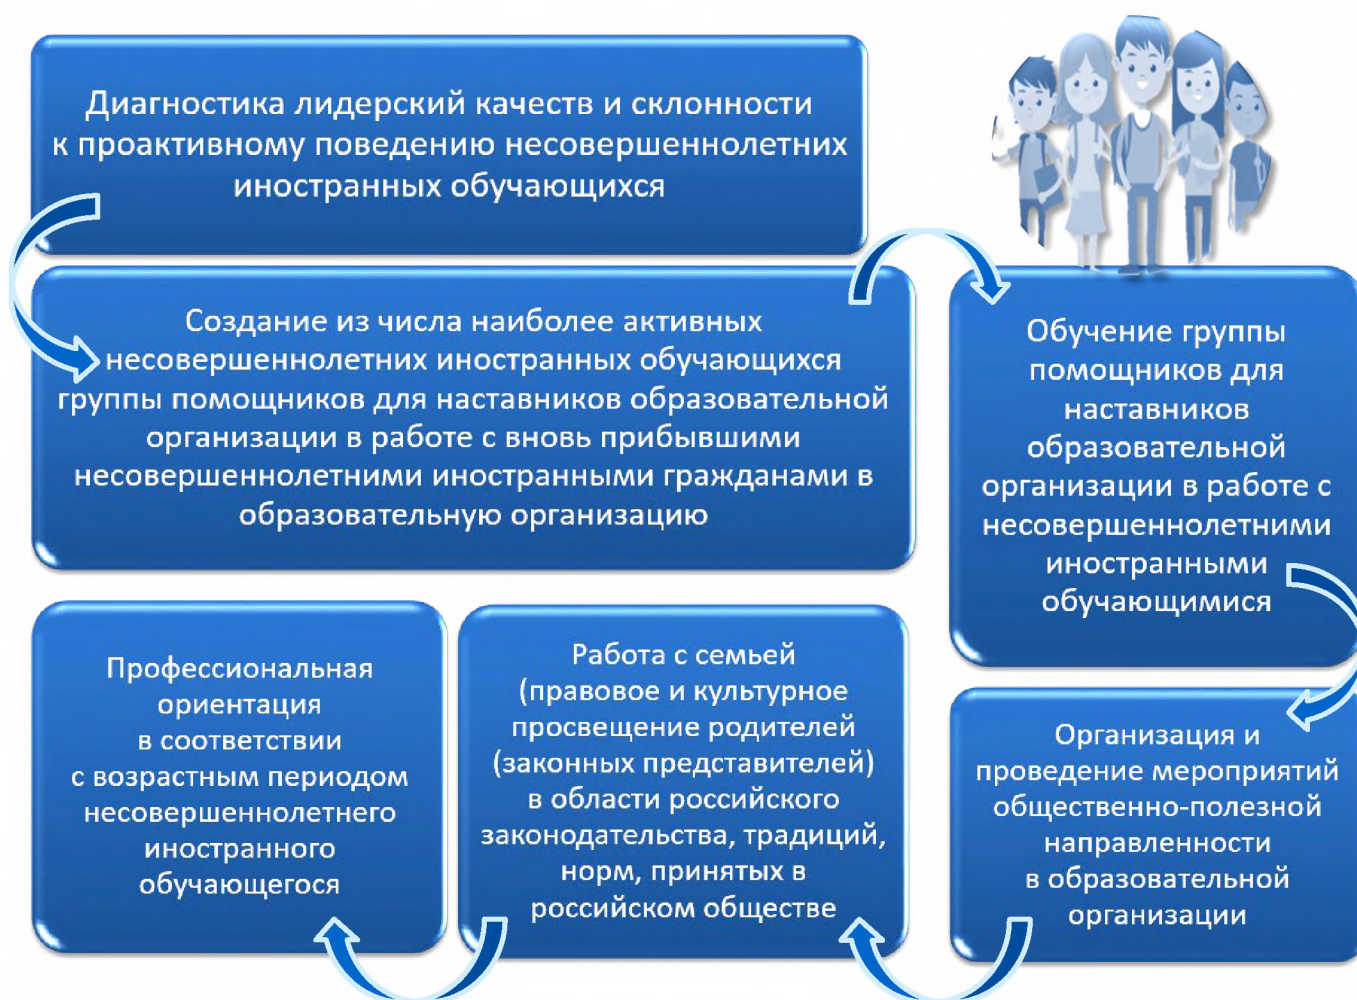 Диагностика лидерский качеств и склонности
к проактивному поведению несовершеннолетних
иностранных обучающихся
Создание из числа наиболее активных
несовершеннолетних иностранных обучающихся
группы помощников для наставников образовательной
организации в работе с вновь прибывшими
несовершеннолетними иностранными гражданами в
образовательную организацию
Обучение группы
помощников для
наставников
образовательной
организации в работе с
несовершеннолетними
иностранными
обучающимися
Организация и
проведение мероприятий
общественно-полезной
направленности
в образовательной
организации
Работа с семьей
(правовое и культурное
просвещение родителей
(законных представителей)
в области российского
законодательства, традиций,
норм, принятых в
российском обществе
Профессиональная
ориентация
в соответствии
с возрастным периодом
несовершеннолетнего
иностранного
обучающегося